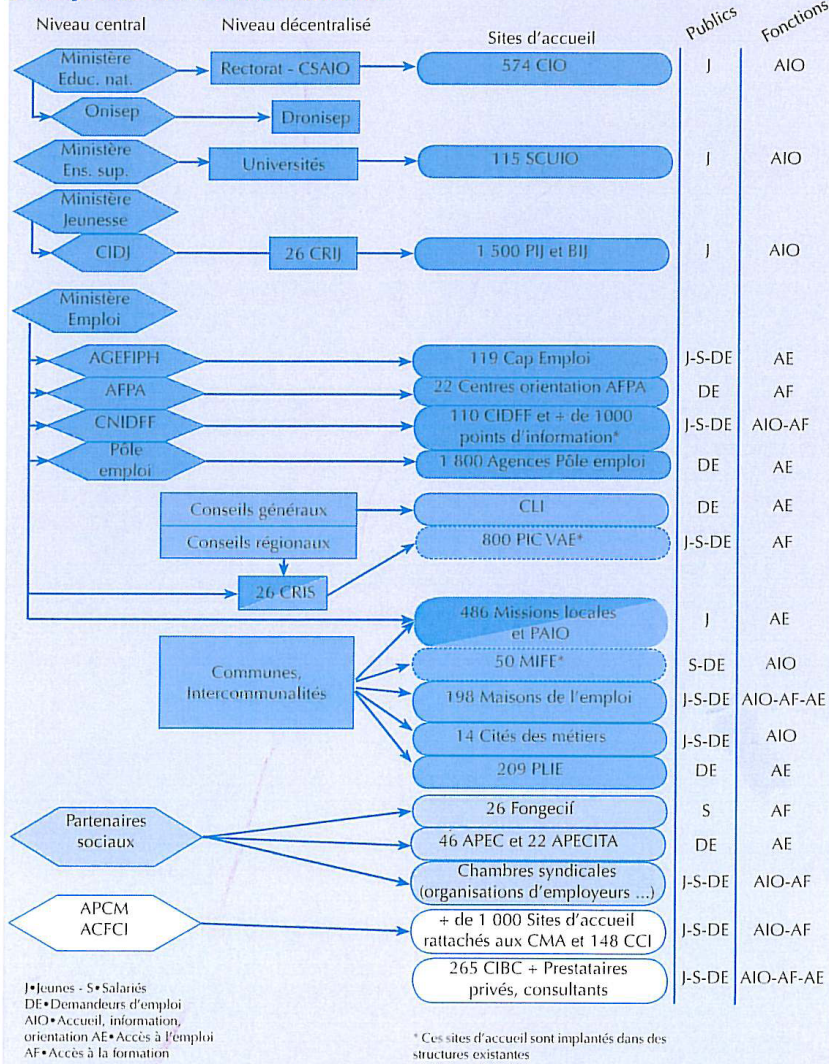 Niveau central
Niveau décentralisé
Sites d'accueil
Publics
Fonctions
Ministère
Educ. nat.
Rectorat - CSAIO
574 CIO
J
AIO
Onisep
Dronisep
Ministère
Ens. sup.
Universités
115 SCUIO
J
AIO
Ministère
Jeunesse
CIDJ
26 CRIJ
1 500 PIJ et BIJ
J
AIO
Ministère
Emploi
AGEFIPH
119 Cap Emploi
J-S-DE
AE
AFPA
22 Centres orientation AFPA
DE
AF
CNIDFF
110 CIDFF et + de 1000
points d'information*
J-S-DE
AIO-AF
Pôle
emploi
1 800 Agences Pôle emploi
DE
AE
Conseils généraux
CLI
DE
AE
Conseils régionaux
800 PIC VAE*
J-S-DE
AF
26 CRIS
486 Missions locales
et PAIO
J
AE
Communes,
Intercommunalités
50 MIFE*
S-DE
AIO
198 Maisons de l'emploi
J-S-DE
AIO-AF-AE
14 Cités des métiers
J-S-DE
AIO
209 PLIE
DE
AE
Partenaires
sociaux
26 Fongecif
S
AF
46 APEC et 22 APECITA
DE
AE
Chambres syndicales
(organisations d'employeurs ...)
J-S-DE
AIO-AF
APCM
ACFCI
+ de 1 000 Sites d'accueil
rattachés aux CMA et 148 CCI
J-S-DE
AIO-AF
265 CIBC + Prestataires
privés, consultants
J-S-DE
AIO-AF-AE
J•Jeunes - S•Salariés
DE•Demandeurs d'emploi
AIO•Accueil, information,
orientation AE•Accès à l'emploi
AF•Accès à la formation
* Ces sites d'accueil sont implantés dans des
structures existantes